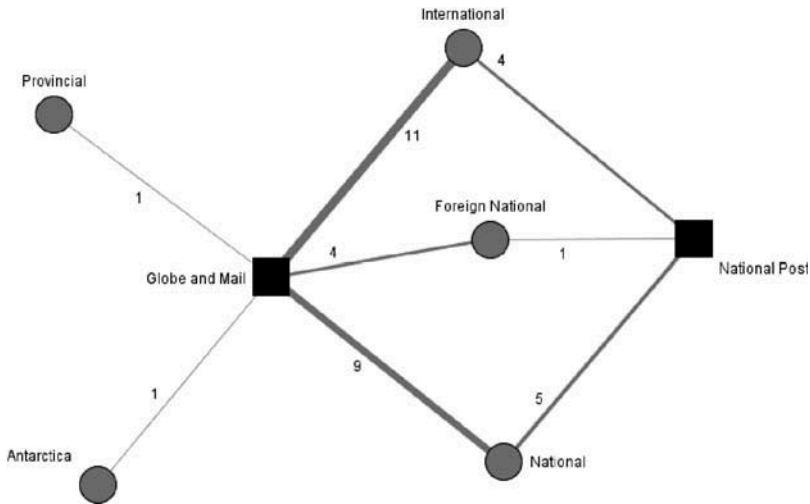 International
4
Provincial
11
1
Foreign National
4
1
National Post
Globe and Mail
9
1
5
Antarctica
National